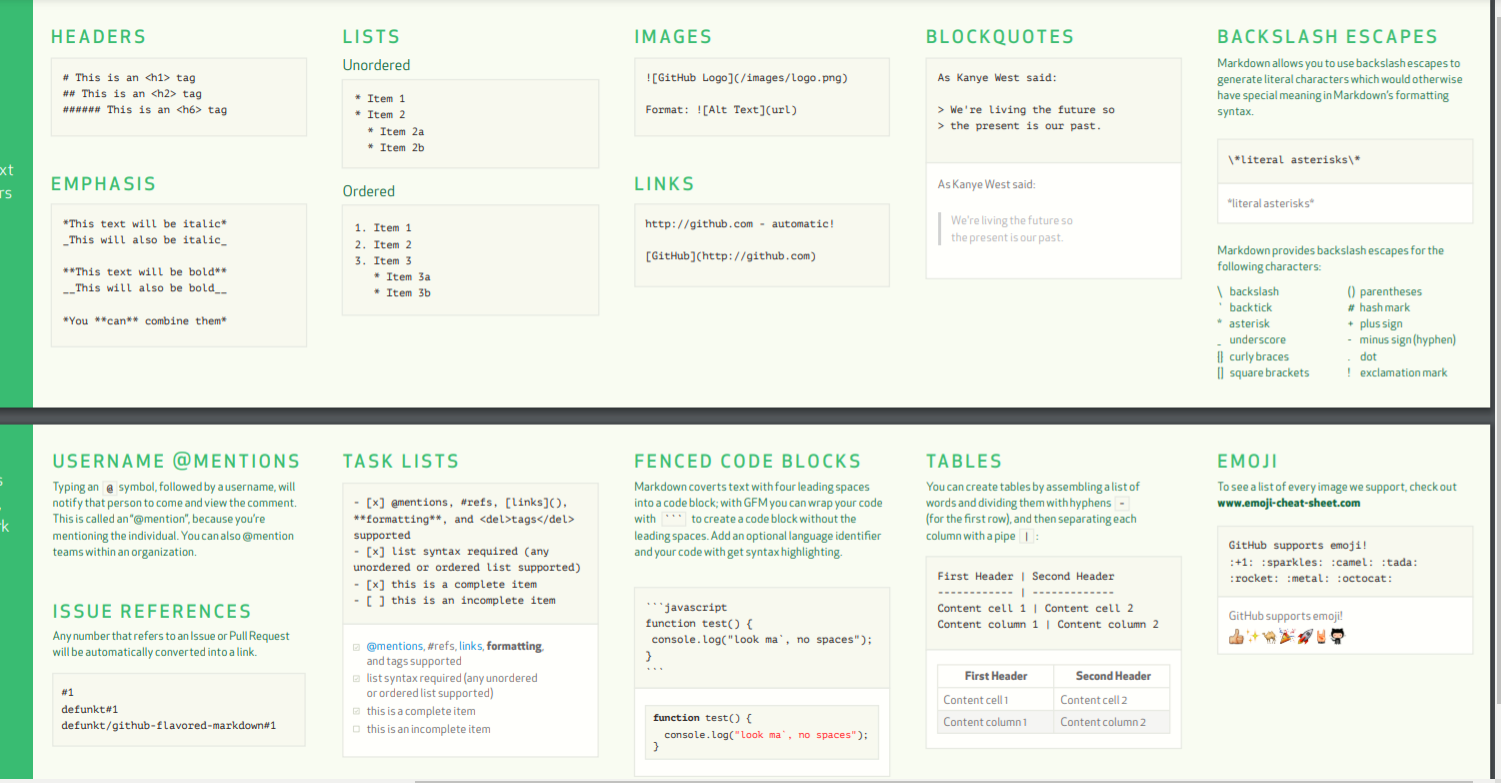 xt
rs
HEADERS
# This is an <h1> tag
## This is an <h2> tag
###### This is an <h6> tag
EMPHASIS
*This text will be italic*
_This will also be italic_
**This text will be bold**
__This will also be bold__
*You **can** combine them*
LISTS
Unordered
* Item 1
* Item 2
  * Item 2a
  * Item 2b
Ordered
1. Item 1
2. Item 2
3. Item 3
   * Item 3a
   * Item 3b
IMAGES
![GitHub Logo](/images/logo.png)
Format: ![Alt Text](url)
LINKS
http://github.com - automatic!
[GitHub](http://github.com)
BLOCKQUOTES
As Kanye West said:
> We're living the future so
> the present is our past.
As Kanye West said:
We're living the future so
the present is our past.
BACKSLASH ESCAPES
Markdown allows you to use backslash escapes to
generate literal characters which would otherwise
have special meaning in Markdown's formatting
syntax.
\*literal asterisks\*
*literal asterisks*
Markdown provides backslash escapes for the
following characters:
\ backslash
` backtick
* asterisk
_ underscore
{} curly braces
[] square brackets
() parentheses
# hash mark
+ plus sign
- minus sign (hyphen)
. dot
! exclamation mark
s
,
rk
USERNAME @MENTIONS
Typing an @ symbol, followed by a username, will
notify that person to come and view the comment.
This is called an "@mention", because you're
mentioning the individual. You can also @mention
teams within an organization.
ISSUE REFERENCES
Any number that refers to an Issue or Pull Request
will be automatically converted into a link.
#1
defunkt#1
defunkt/github-flavored-markdown#1
TASK LISTS
- [x] @mentions, #refs, [links](),
**formatting**, and <del>tags</del>
supported
- [x] list syntax required (any
unordered or ordered list supported)
- [x] this is a complete item
- [ ] this is an incomplete item
@mentions, #refs, links, formatting,
and tags supported
list syntax required (any unordered
or ordered list supported)
this is a complete item
this is an incomplete item
FENCED CODE BLOCKS
Markdown coverts text with four leading spaces
into a code block; with GFM you can wrap your code
with ``` to create a code block without the
leading spaces. Add an optional language identifier
and your code with get syntax highlighting.
```javascript
function test() {
 console.log("look ma`, no spaces");
}
```
function test() {
  console.log("look ma`, no spaces");
}
TABLES
You can create tables by assembling a list of
words and dividing them with hyphens -
(for the first row), and then separating each
column with a pipe | :
First Header | Second Header
------------ | -------------
Content cell 1 | Content cell 2
Content column 1 | Content column 2
First Header Second Header
Content cell 1 Content cell 2
Content column 1 Content column 2
EMOJI
To see a list of every image we support, check out
www.emoji-cheat-sheet.com
GitHub supports emoji!
:+1: :sparkles: :camel: :tada:
:rocket: :metal: :octocat:
GitHub supports emoji!